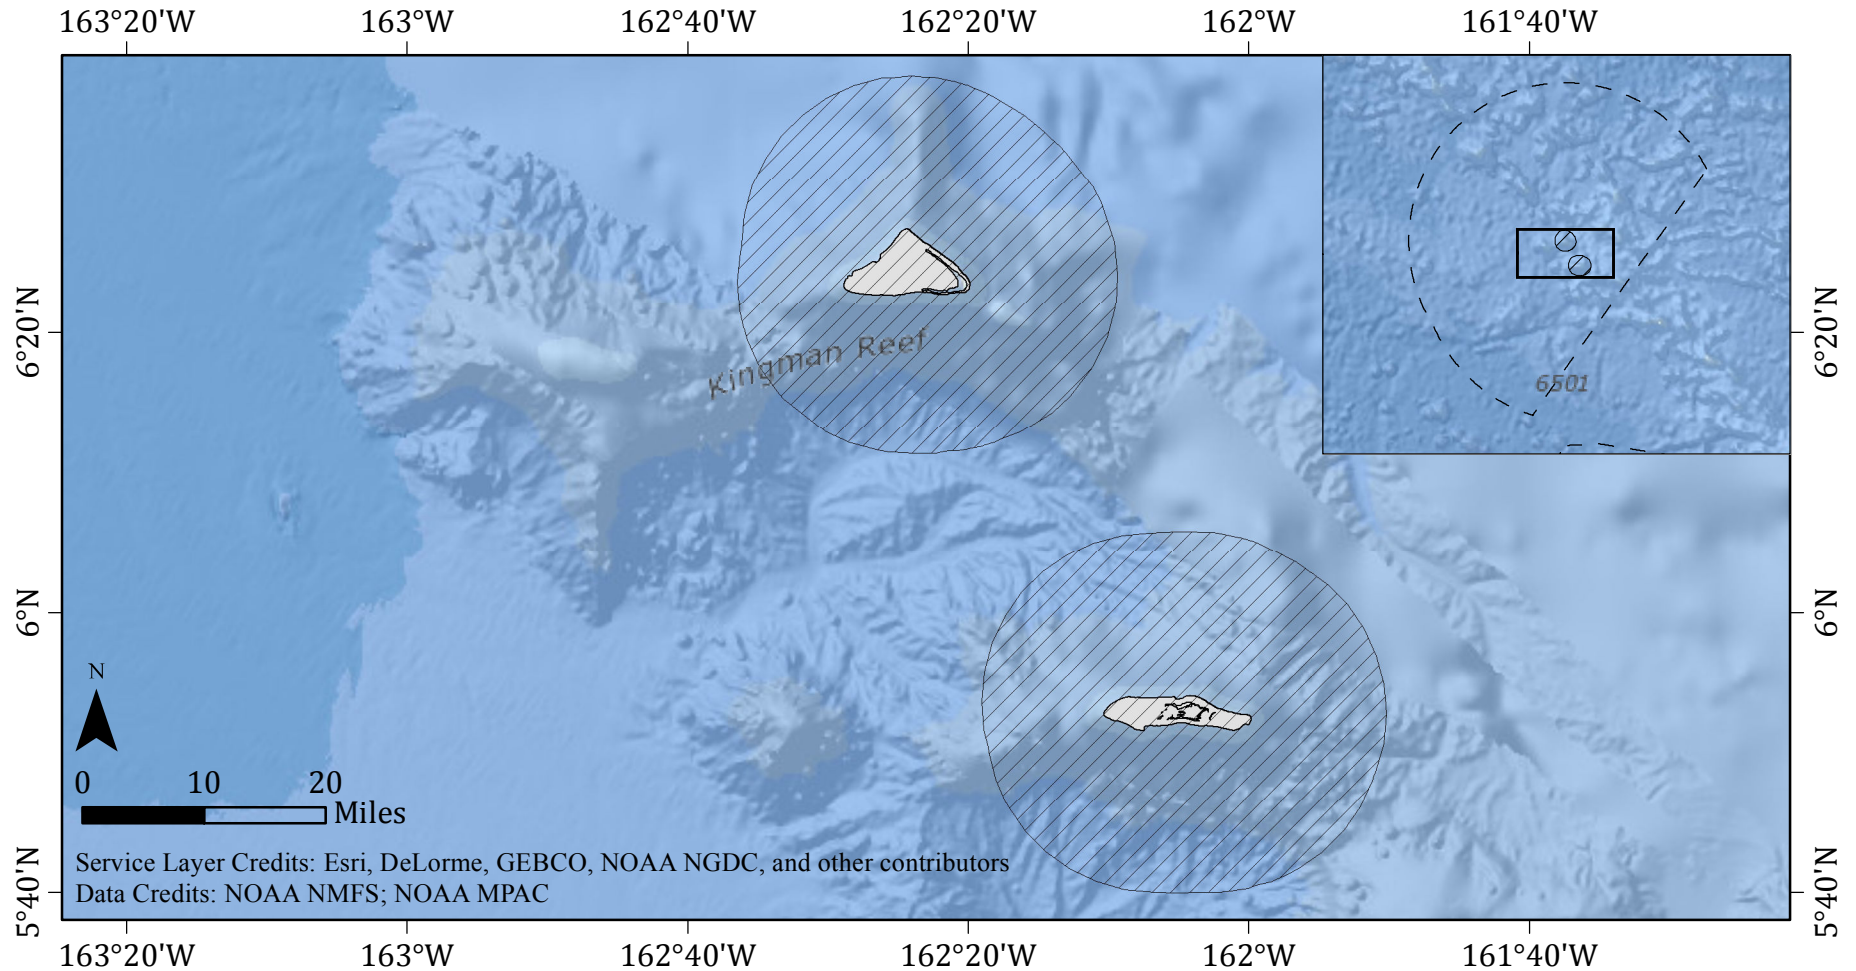 163°20'W 163°W 162°40'W 162°20'W 162°W 161°40'W
6°20'N 6°20'N
Kingman Reef
6501
6°N 6°N
N
0 10 20
Miles
Service Layer Credits: Esri, DeLorme, GEBCO, NOAA NGDC, and other contributors
Data Credits: NOAA NMFS; NOAA MPAC
5°40'N 5°40'N
163°20'W 163°W 162°40'W 162°20'W 162°W 161°40'W